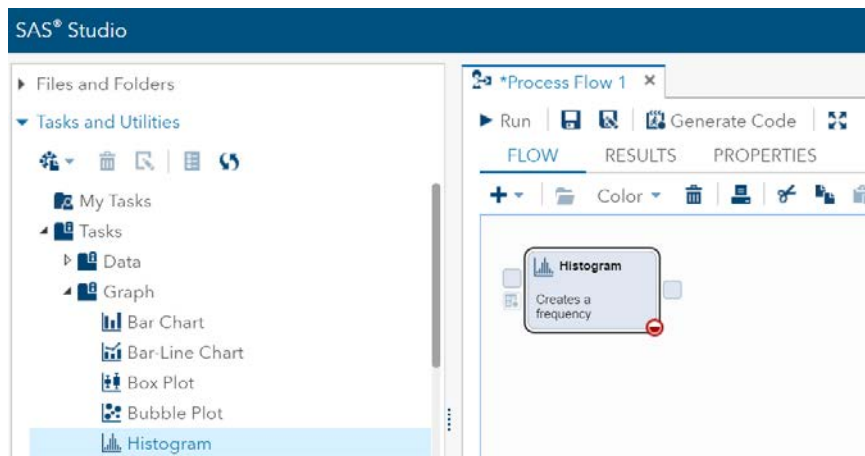 SAS® Studio
Files and Folders
Tasks and Utilities
My Tasks
Tasks
Data
Graph
Bar Chart
Bar-Line Chart
Box Plot
Bubble Plot
Histogram
*Process Flow 1
Run
Generate Code
FLOW RESULTS PROPERTIES
Color
Histogram
Creates a
frequency